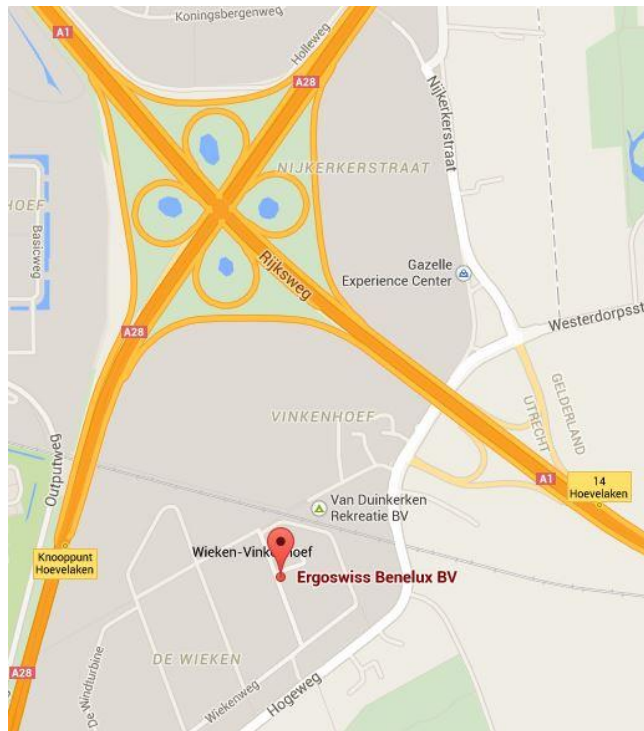 Koningsbergenweg
A1
Holleweg
A28
Nijkerkerstraat
NIJKERKERSTRAAT
HOEF
Basicweg
Rijksweg
Gazelle
Experience Center
Westerdorpsst
A28
GELDERLAND
UTRECHT
VINKENHOEF
Outputweg
A1
14
Hoevelaken
Van Duinkerken
Rekreatie BV
Knooppunt
Hoevelaken
Wieken-Vinkenhoef
Ergoswiss Benelux BV
DE WIEKEN
A28
De Windturbine
Wiekenweg
Hogeweg